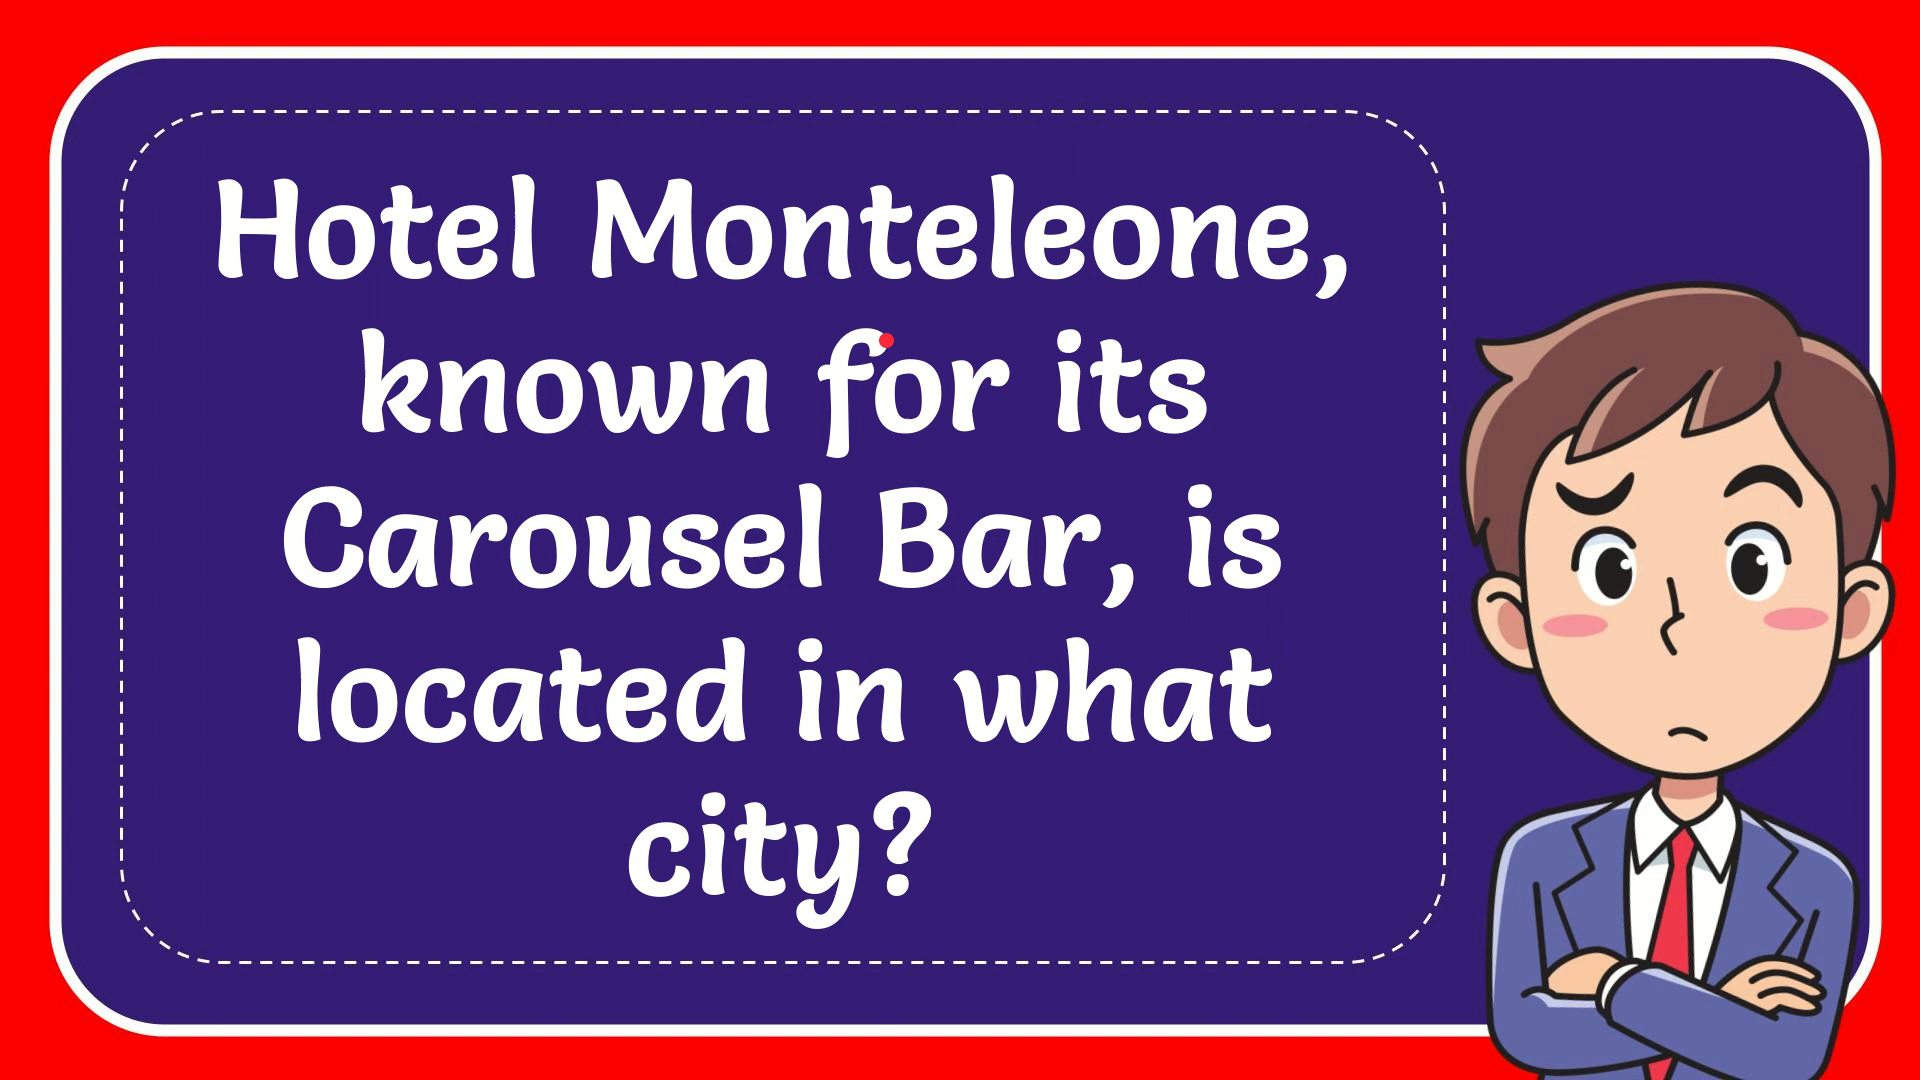 Hotel Monteleone,
known for its
Carousel Bar, is
located in what
city?